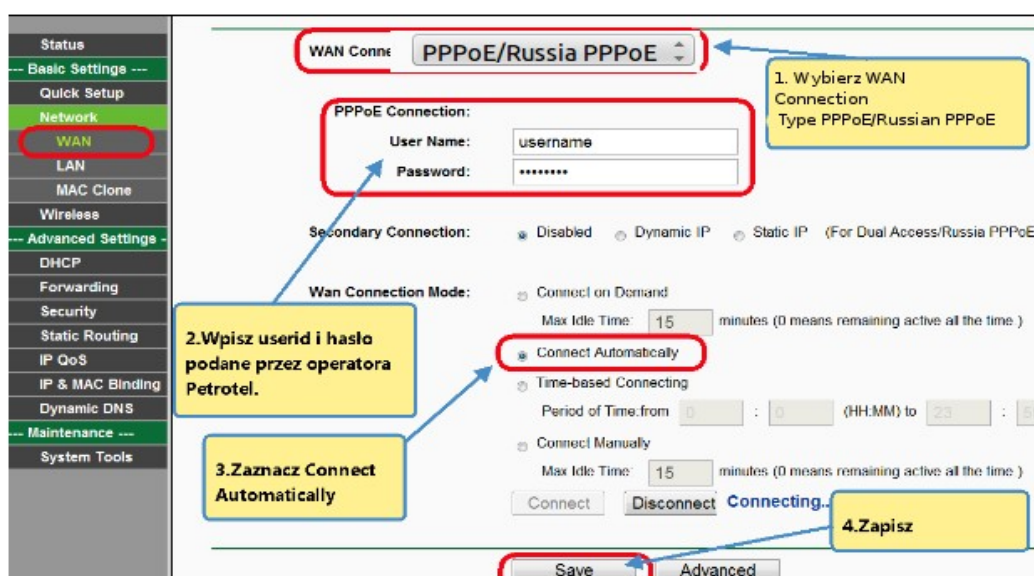 Status
--- Basic Settings ---
Quick Setup
Network
WAN
LAN
MAC Clone
Wireless
--- Advanced Settings -
DHCP
Forwarding
Security
Static Routing
IP QoS
IP & MAC Binding
Dynamic DNS
--- Maintenance ---
System Tools
WAN Conne PPPoE/Russia PPPoE
1. Wybierz WAN
Connection
Type PPPoE/Russian PPPoE
PPPoE Connection:
User Name: username
Password: ••••••••
Secondary Connection: Disabled Dynamic IP Static IP (For Dual Access/Russia PPPoE
Wan Connection Mode: Connect on Demand
Max Idle Time: 15 minutes (0 means remaining active all the time )
Connect Automatically
Time-based Connecting
Period of Time:from 0 : 0 (HH:MM) to 23 : 5
Connect Manually
Max Idle Time: 15 minutes (0 means remaining active all the time )
Connect Disconnect Connecting..
2.Wpisz userid i hasło
podane przez operatora
Petrotel.
3.Zaznacz Connect
Automatically
4.Zapisz
Save Advanced